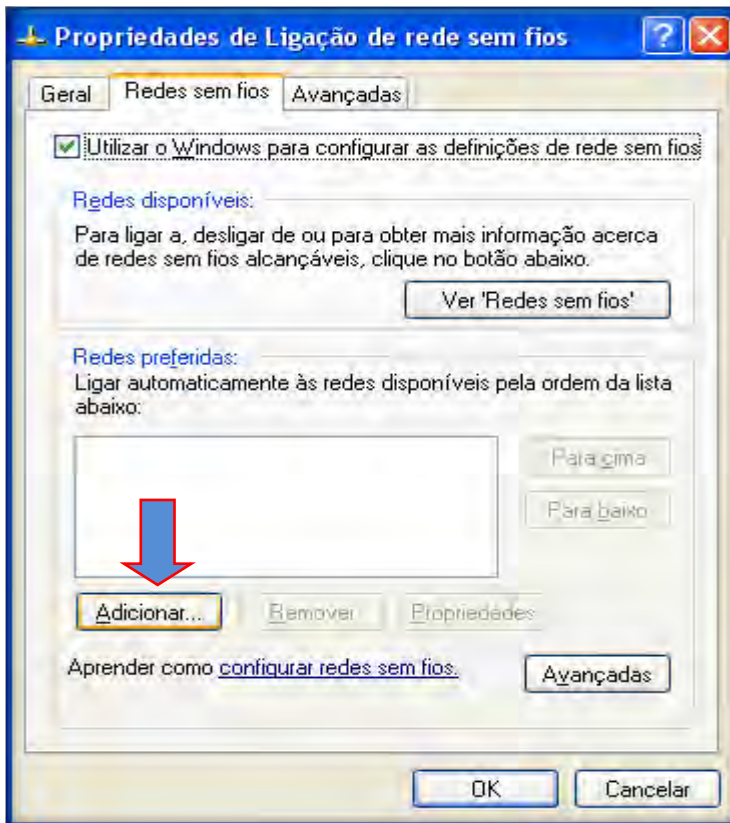 Propriedades de Ligação de rede sem fios
Geral
Redes sem fios
Avançadas
Utilizar o Windows para configurar as definições de rede sem fios
Redes disponíveis:
Para ligar a, desligar de ou para obter mais informação acerca
de redes sem fios alcançáveis, clique no botão abaixo.
Ver 'Redes sem fios'
Redes preferidas:
Ligar automaticamente às redes disponíveis pela ordem da lista
abaixo:
Para cima
Para baixo
Adicionar...
Remover
Propriedades
Aprender como configurar redes sem fios.
Avançadas
OK
Cancelar